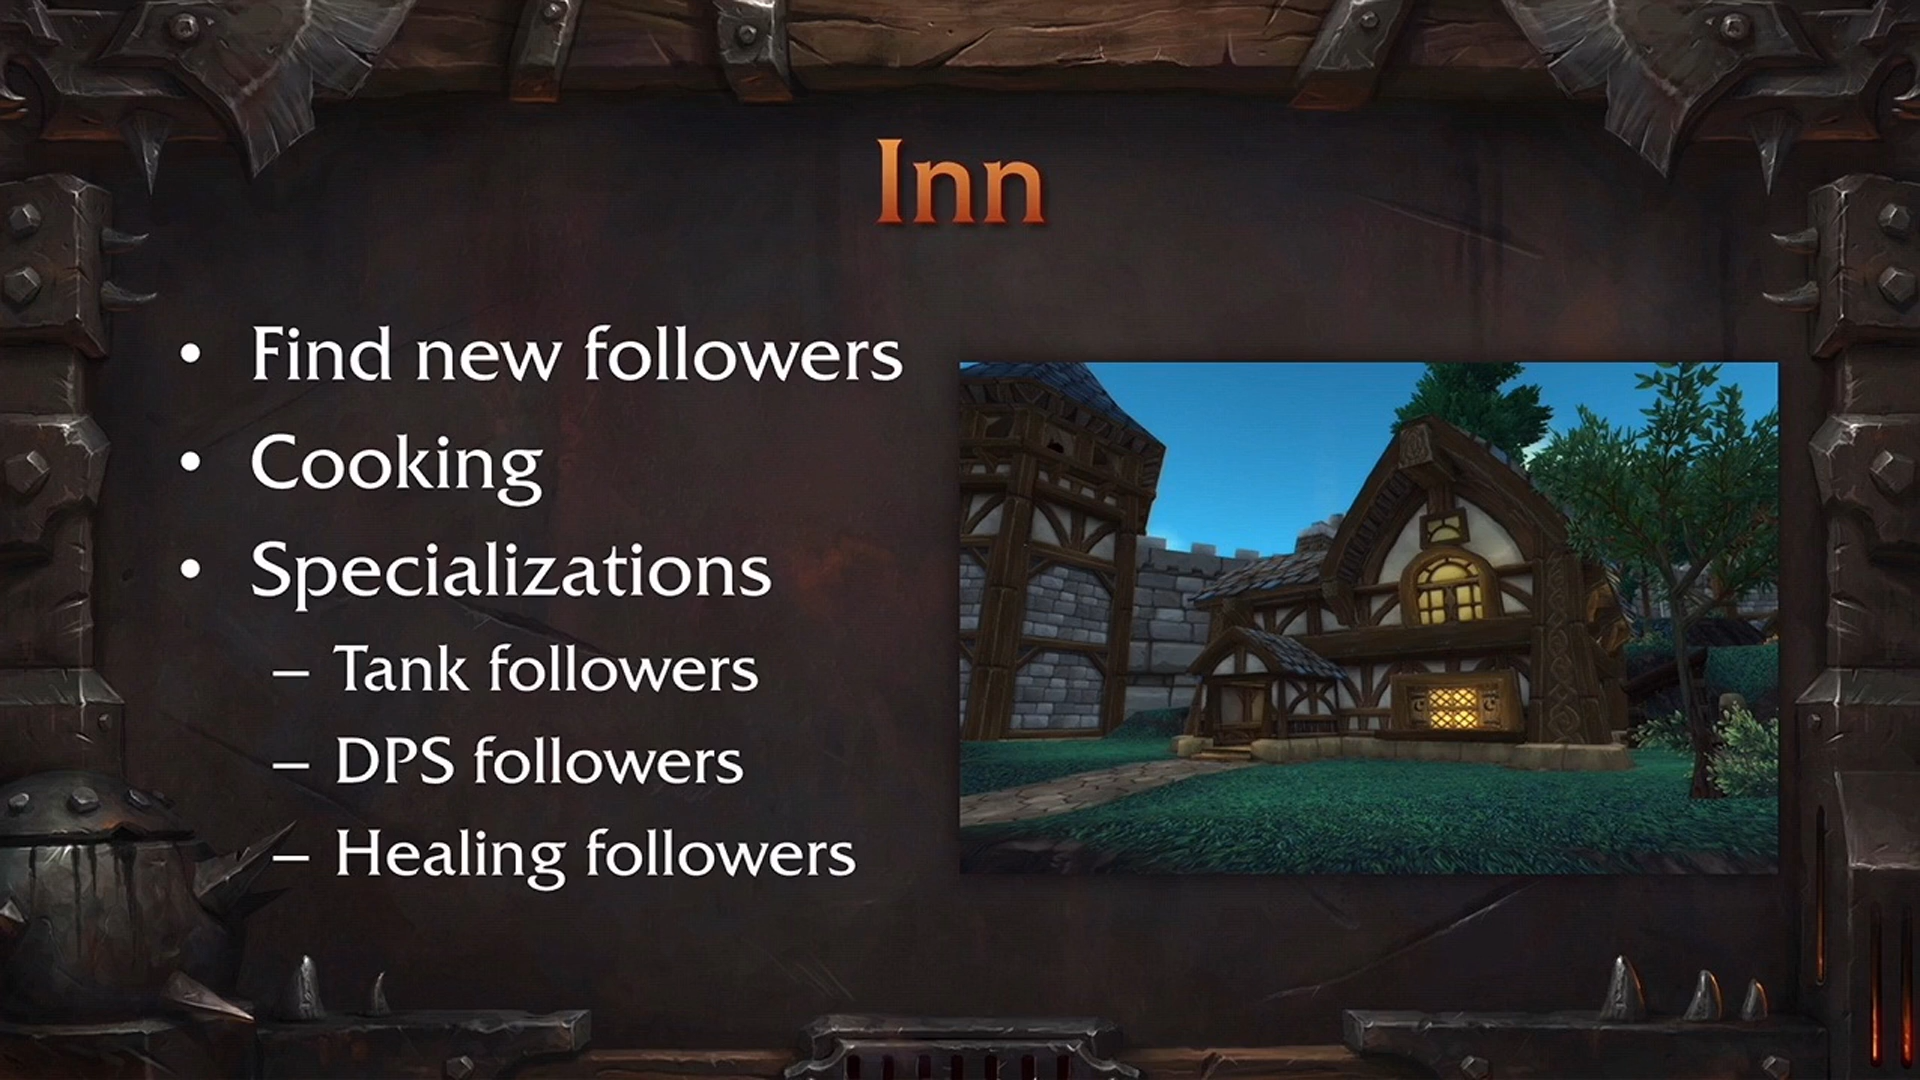 Inn
• Find new followers
• Cooking
• Specializations
– Tank followers
– DPS followers
– Healing followers